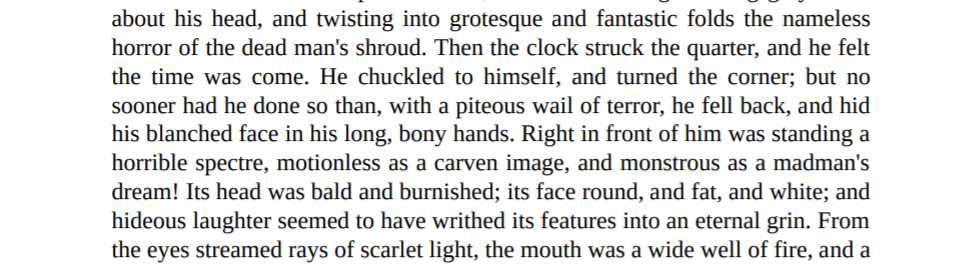 about his head, and twisting into grotesque and fantastic folds the nameless
horror of the dead man's shroud. Then the clock struck the quarter, and he felt
the time was come. He chuckled to himself, and turned the corner; but no
sooner had he done so than, with a piteous wail of terror, he fell back, and hid
his blanched face in his long, bony hands. Right in front of him was standing a
horrible spectre, motionless as a carven image, and monstrous as a madman's
dream! Its head was bald and burnished; its face round, and fat, and white; and
hideous laughter seemed to have writhed its features into an eternal grin. From
the eyes streamed rays of scarlet light, the mouth was a wide well of fire, and a